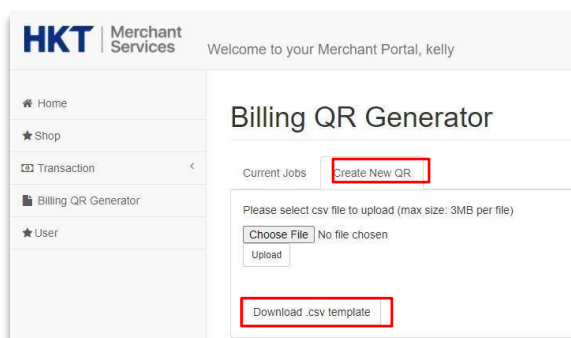 HKT Merchant Services
Welcome to your Merchant Portal, kelly
Home
Shop
Transaction
Billing QR Generator
User
Billing QR Generator
Current Jobs
Create New QR
Please select csv file to upload (max size: 3MB per file)
Choose File No file chosen
Upload
Download .csv template